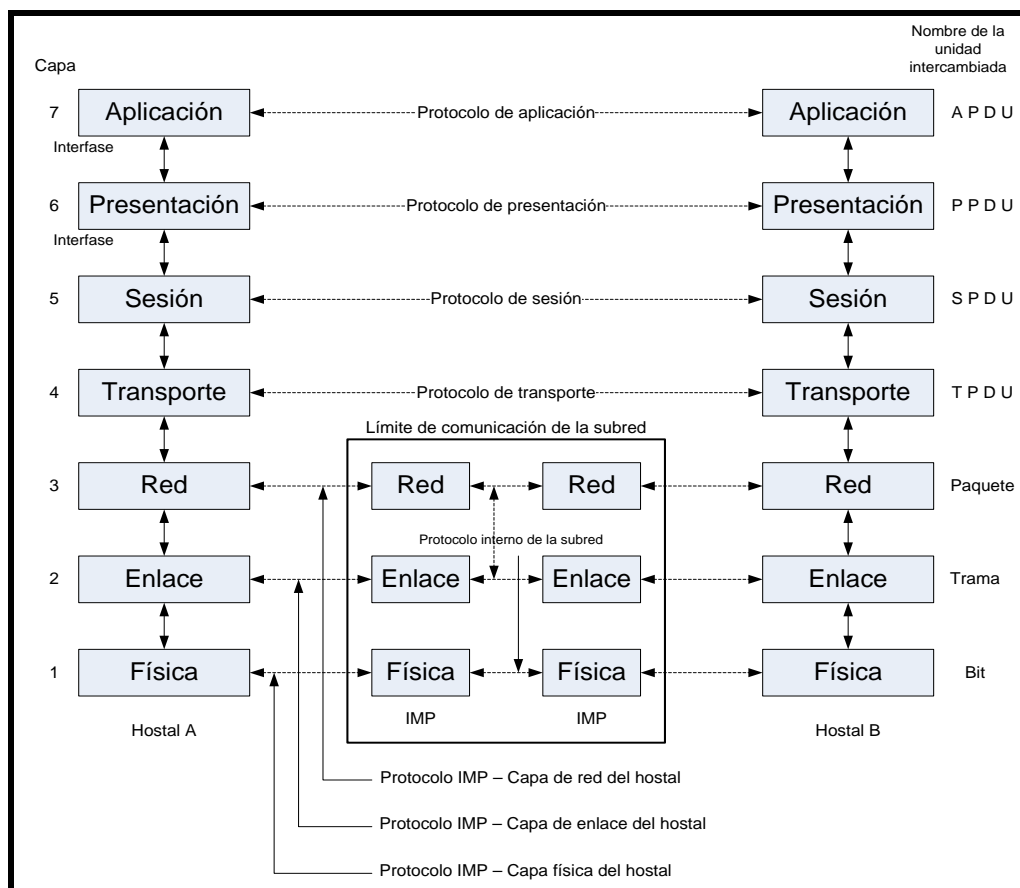 Nombre de la
unidad
intercambiada
Capa
7 Aplicación Protocolo de aplicación Aplicación A P D U
Interfase
6 Presentación Protocolo de presentación Presentación P P D U
Interfase
5 Sesión Protocolo de sesión Sesión S P D U
4 Transporte Protocolo de transporte Transporte T P D U
Límite de comunicación de la subred
3 Red Red Red Red Paquete
Protocolo interno de la subred
2 Enlace Enlace Enlace Enlace Trama
1 Física Física Física Física Bit
Hostal A IMP IMP Hostal B
Protocolo IMP – Capa de red del hostal
Protocolo IMP – Capa de enlace del hostal
Protocolo IMP – Capa física del hostal